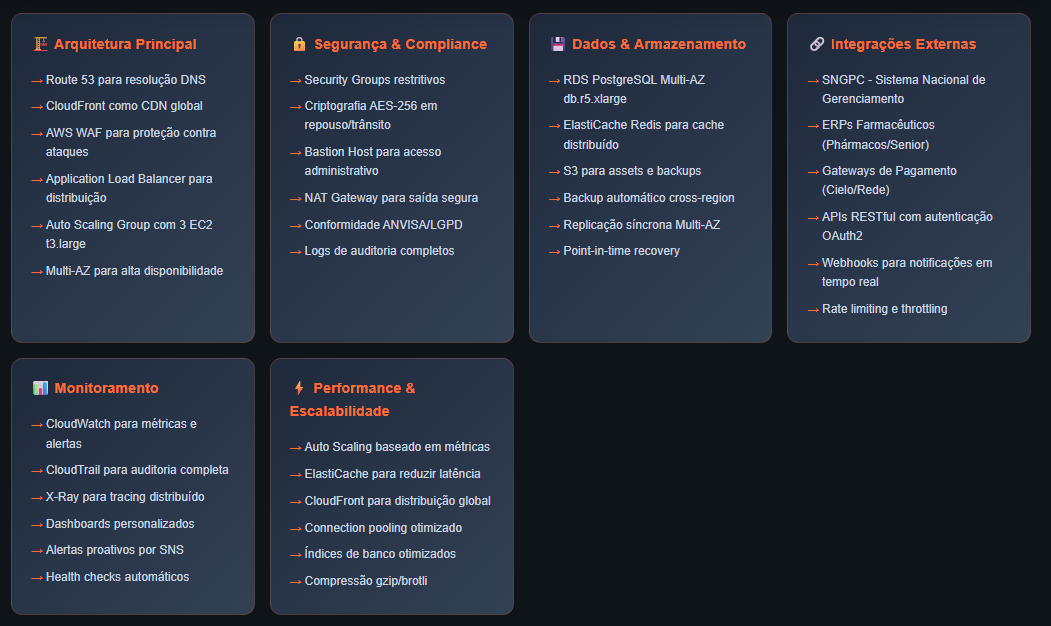 Arquitetura Principal
→ Route 53 para resolução DNS
→ CloudFront como CDN global
→ AWS WAF para proteção contra
ataques
→ Application Load Balancer para
distribuição
→ Auto Scaling Group com 3 EC2
t3.large
→ Multi-AZ para alta disponibilidade
Segurança & Compliance
→ Security Groups restritivos
→ Criptografia AES-256 em
repouso/trânsito
→ Bastion Host para acesso
administrativo
→ NAT Gateway para saída segura
→ Conformidade ANVISA/LGPD
→ Logs de auditoria completos
Dados & Armazenamento
→ RDS PostgreSQL Multi-AZ
db.r5.xlarge
→ ElastiCache Redis para cache
distribuído
→ S3 para assets e backups
→ Backup automático cross-region
→ Replicação síncrona Multi-AZ
→ Point-in-time recovery
Integrações Externas
→ SNGPC - Sistema Nacional de
Gerenciamento
→ ERPs Farmacêuticos
(Phármacos/Senior)
→ Gateways de Pagamento
(Cielo/Rede)
→ APIs RESTful com autenticação
OAuth2
→ Webhooks para notificações em
tempo real
→ Rate limiting e throttling
Monitoramento
→ CloudWatch para métricas e
alertas
→ CloudTrail para auditoria completa
→ X-Ray para tracing distribuído
→ Dashboards personalizados
→ Alertas proativos por SNS
→ Health checks automáticos
Performance &
Escalabilidade
→ Auto Scaling baseado em métricas
→ ElastiCache para reduzir latência
→ CloudFront para distribuição global
→ Connection pooling otimizado
→ Índices de banco otimizados
→ Compressão gzip/brotli